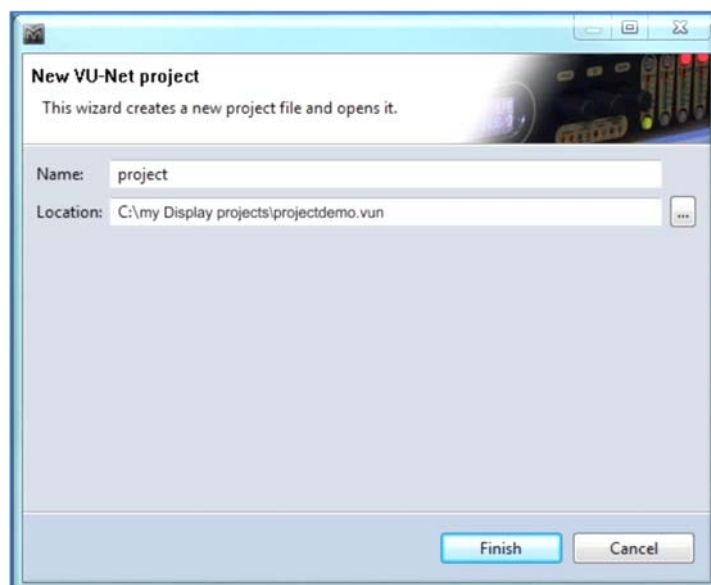 New VU-Net project
This wizard creates a new project file and opens it.
Name: project
Location: C:\my Display projects\projectdemo.vun ...
Finish Cancel